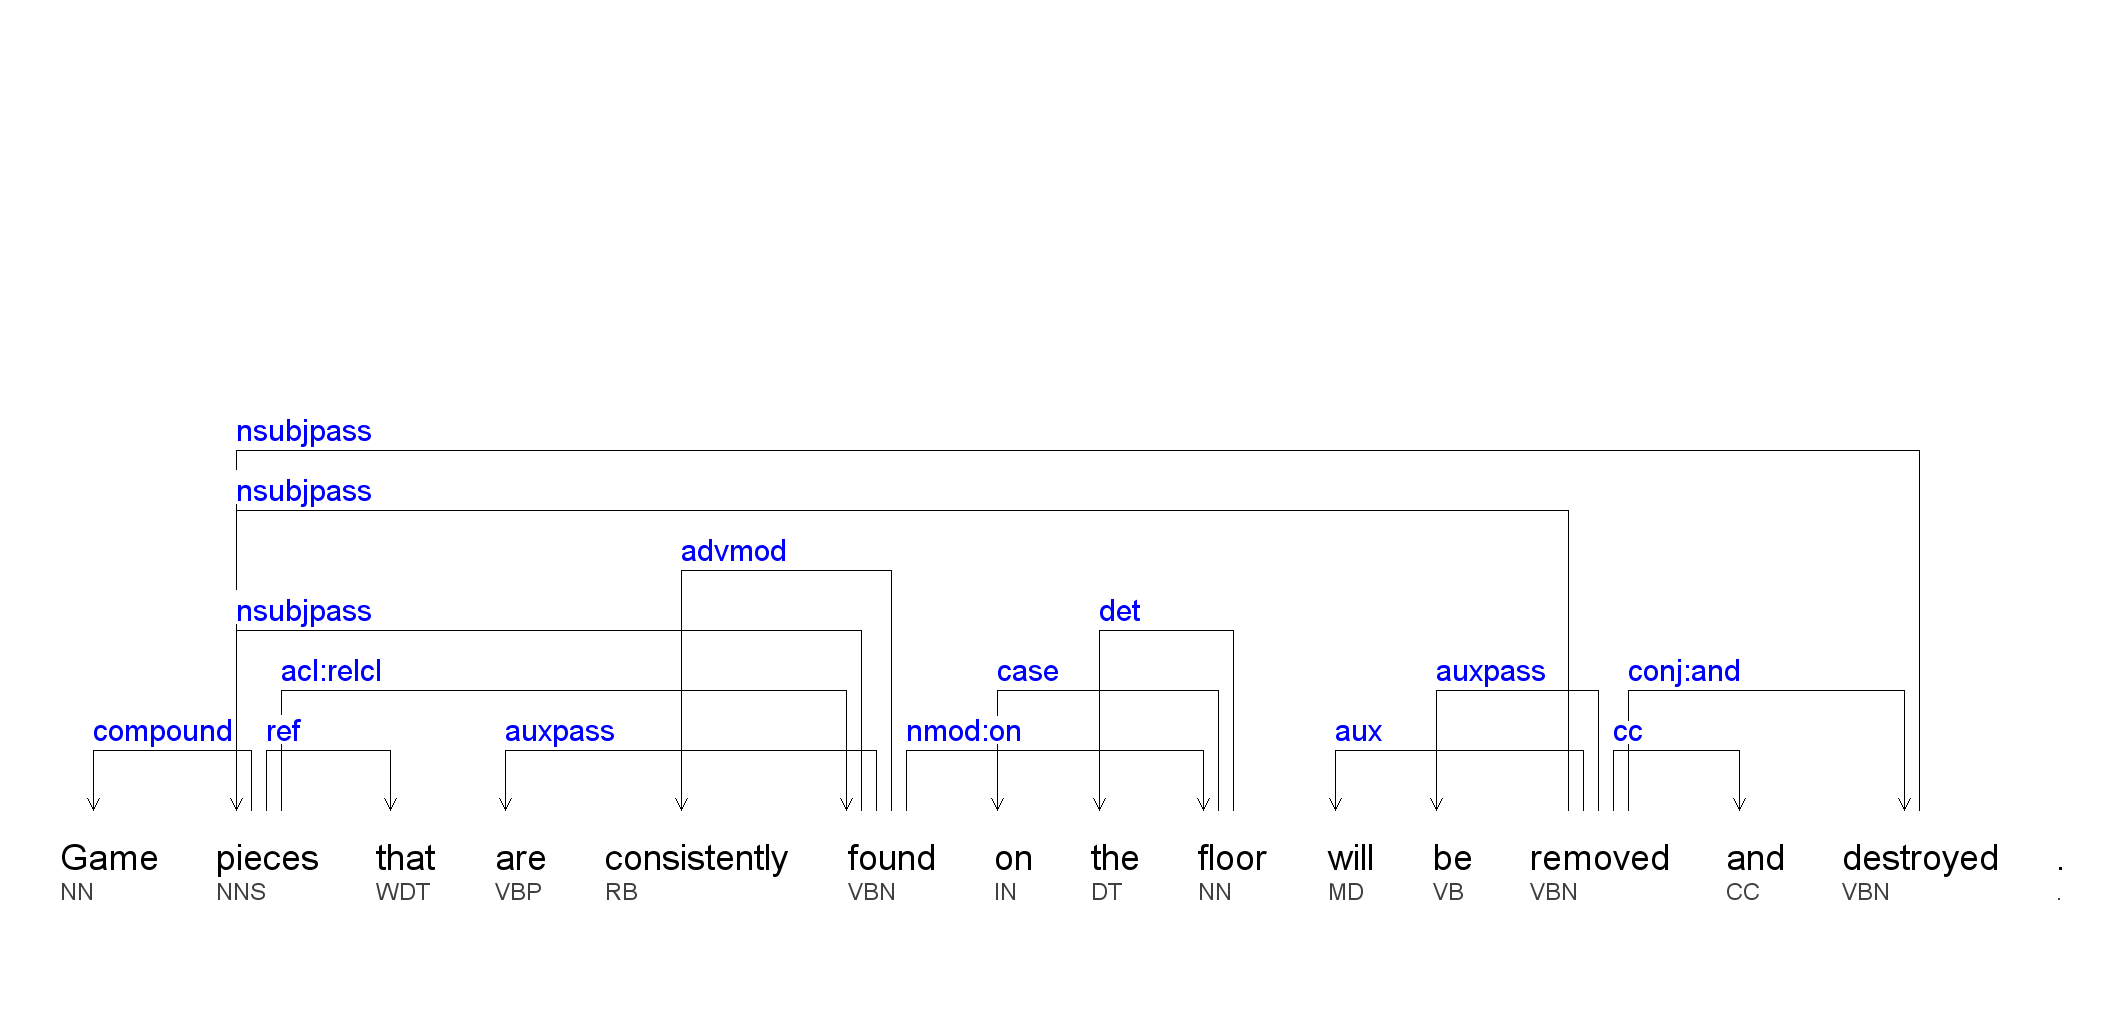 nsubjpass
nsubjpass
advmod
nsubjpass det
acl:relcl case auxpass conj:and
compound ref auxpass nmod:on aux cc
Game pieces that are consistently found on the floor will be removed and destroyed .
NN NNS WDT VBP RB VBN IN DT NN MD VB VBN CC VBN .